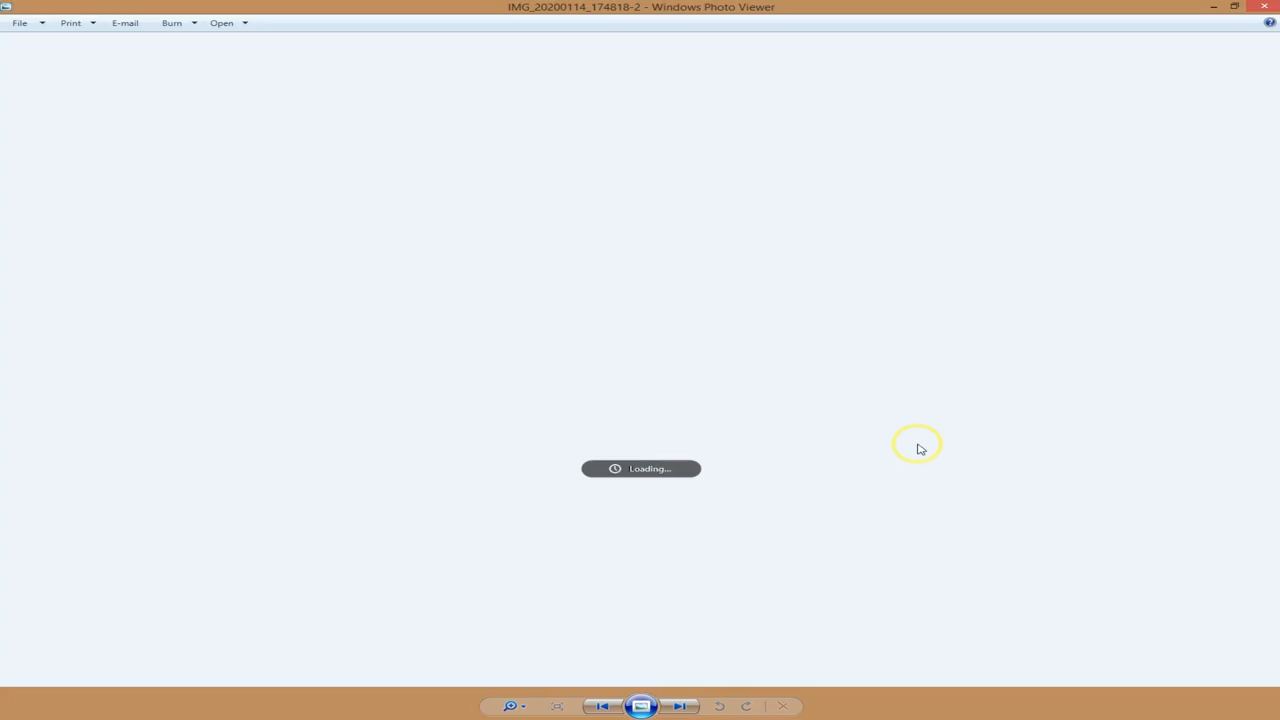 IMG_20200114_174818-2 - Windows Photo Viewer
File Print E-mail Burn Open
Loading...